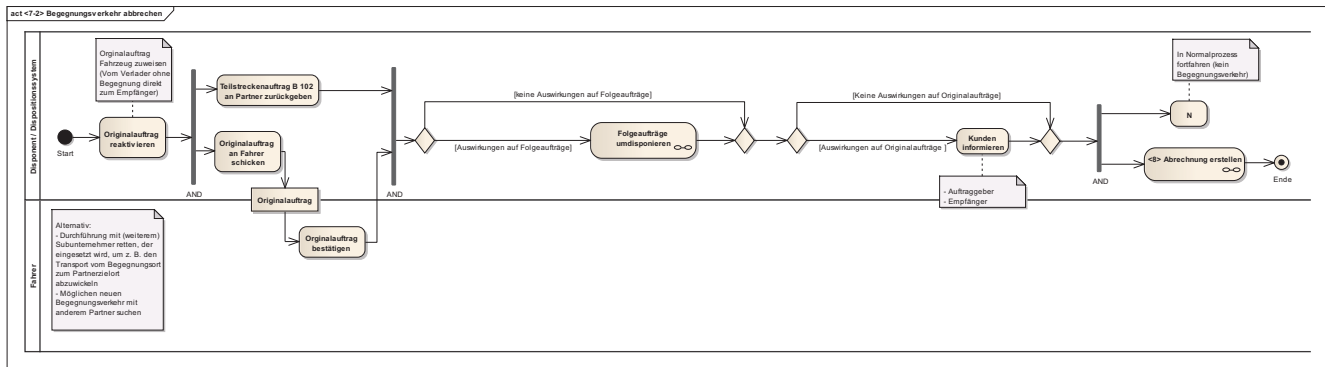 act <7-2> Begegnungsverkehr abbrechen
Disponent / Dispositionssystem
Orginalauftrag
Fahrzeug zuweisen
(Vom Verlader ohne
Begegnung direkt
zum Empfänger)
Start
Originalauftrag
reaktivieren
AND
Teilstreckenauftrag B 102
an Partner zurückgeben
Originalauftrag
an Fahrer
schicken
Originalauftrag
AND
[keine Auswirkungen auf Folgeaufträge]
[Auswirkungen auf Folgeaufträge]
Folgeaufträge
umdisponieren
[Keine Auswirkungen auf Originalaufträge]
[Auswirkungen auf Originalaufträge ]
Kunden
informieren
- Auftraggeber
- Empfänger
AND
In Normalprozess
fortfahren (kein
Begegnungsverkehr)
N
<8> Abrechnung erstellen
Ende
Fahrer
Alternativ:
- Durchführung mit (weiterem)
Subunternehmer retten, der
eingesetzt wird, um z. B. den
Transport vom Begegnungsort
zum Partnerzielort
abzuwickeln
- Möglichen neuen
Begegnungsverkehr mit
anderem Partner suchen
Orginalauftrag
bestätigen